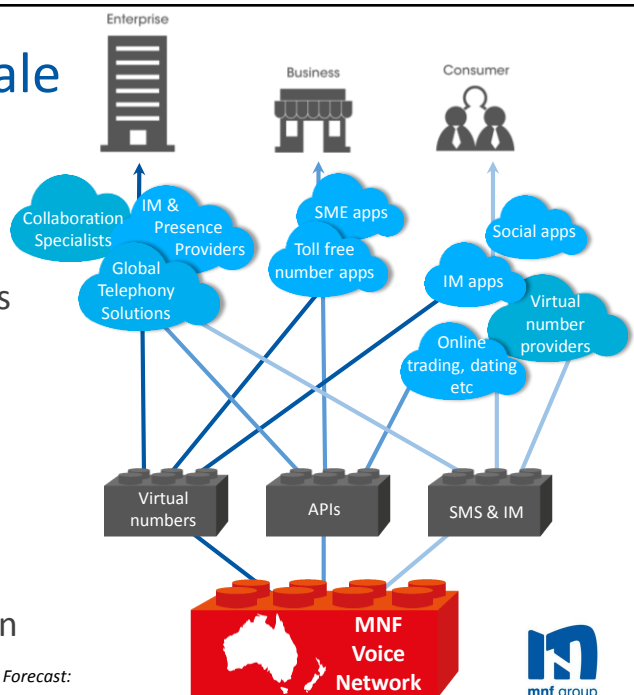 Enterprise
ale
Business
Consumer
Collaboration
Specialists
IM &
Presence
Providers
Global
Telephony
Solutions
SME apps
Toll free
number apps
Social apps
IM apps
Virtual
number
providers
Online
trading, dating
etc
s
Virtual
numbers
APIs
SMS & IM
n
Forecast:
MNF
Voice
Network
mnf group